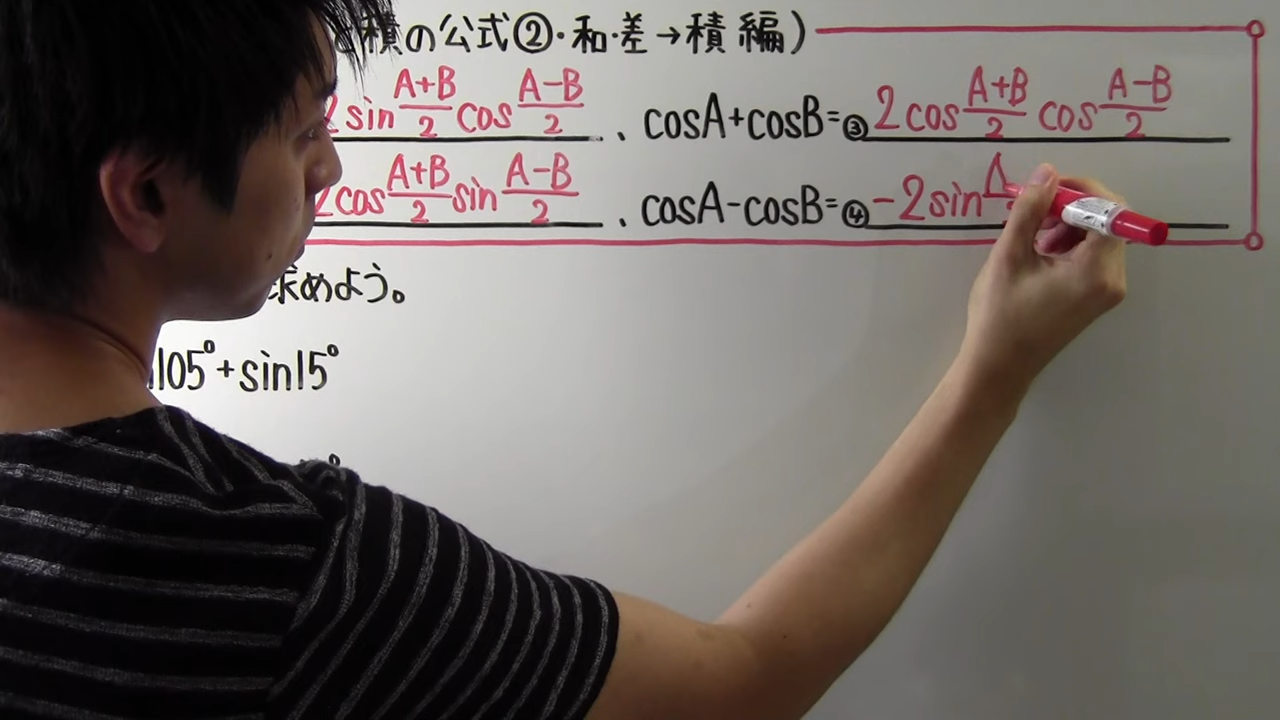 積の公式②・和・差→積編)
2sin A+B/2 cos A-B/2 、cosA+cosB=③ 2cos A+B/2 cos A-B/2
2cos A+B/2 sin A-B/2 、cosA-cosB=④ -2sin A
求めよう。
105°+sin15°